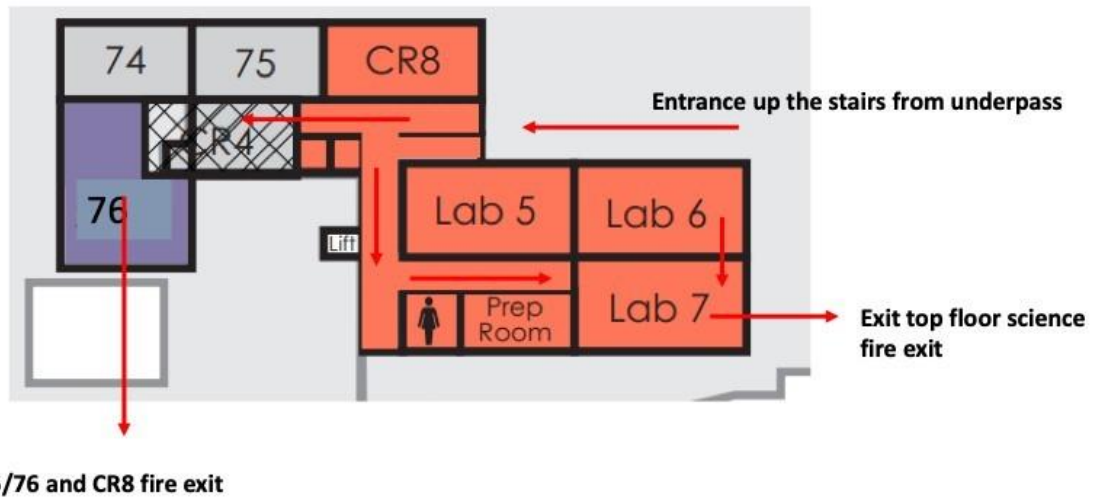 74
75
CR8
Entrance up the stairs from underpass
CR4
76
Lab 5
Lab 6
Lift
Lab 7
Prep
Room
Exit top floor science
fire exit
/76 and CR8 fire exit